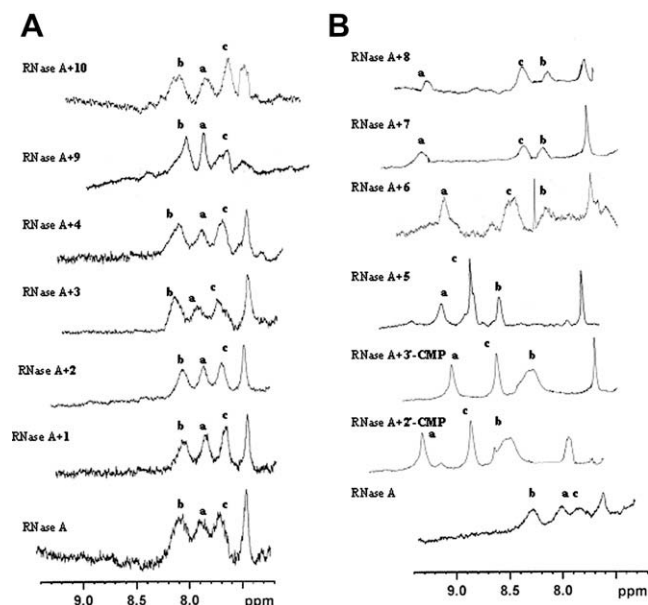 A
RNase A+10
b
a
c
RNase A+9
b
a
c
RNase A+4
b
a
c
RNase A+3
b
a
c
RNase A+2
b
a
c
RNase A+1
b
a
c
RNase A
b
a
c
9.0 8.0 ppm
B
RNase A+8
a
c
b
RNase A+7
a
c
b
RNase A+6
a
c
b
RNase A+5
a
c
b
RNase A+3'-CMP
a
c
b
RNase A+2'-CMP
a
c
b
RNase A
b
a
c
9.0 8.5 8.0 ppm